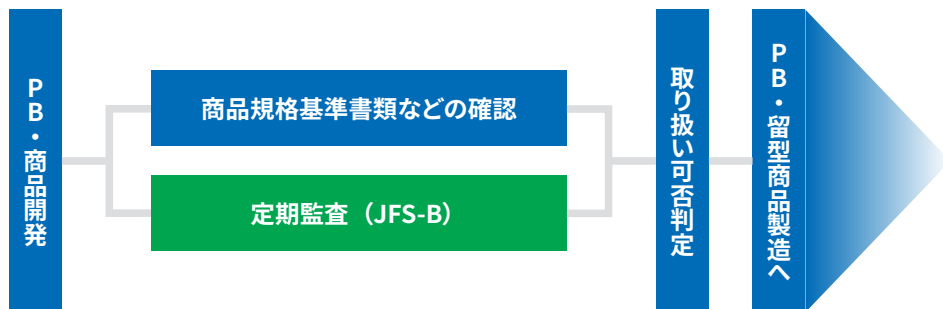 PB・商品開発
商品規格基準書類などの確認
定期監査（JFS-B）
取り扱い可否判定
PB・留型商品製造へ